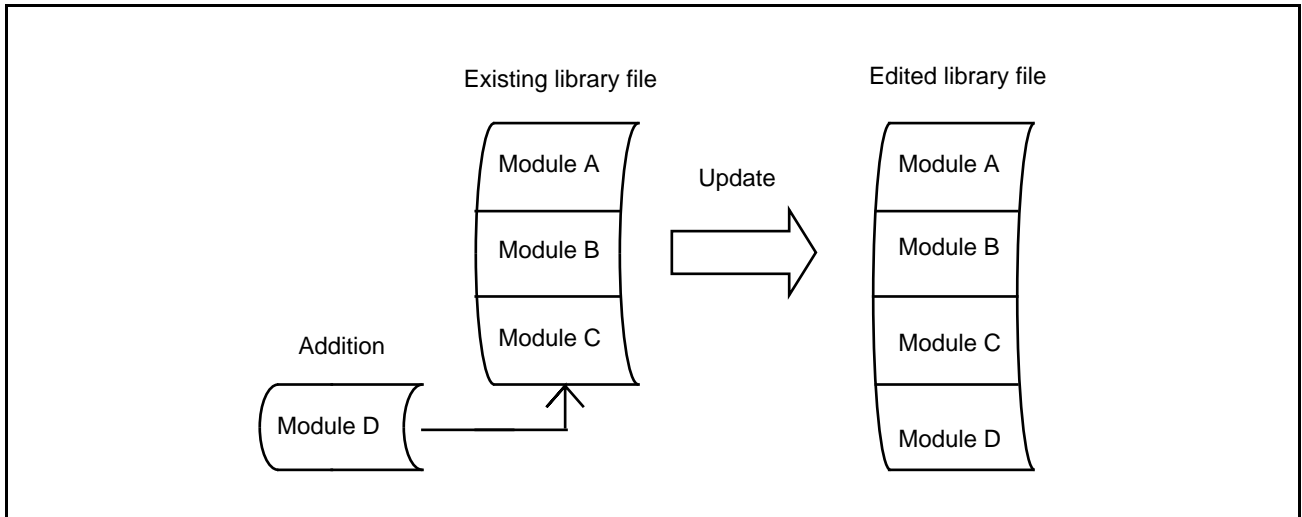 Existing library file
Edited library file
Module A
Module B
Module C
Addition
Module D
Update
Module A
Module B
Module C
Module D